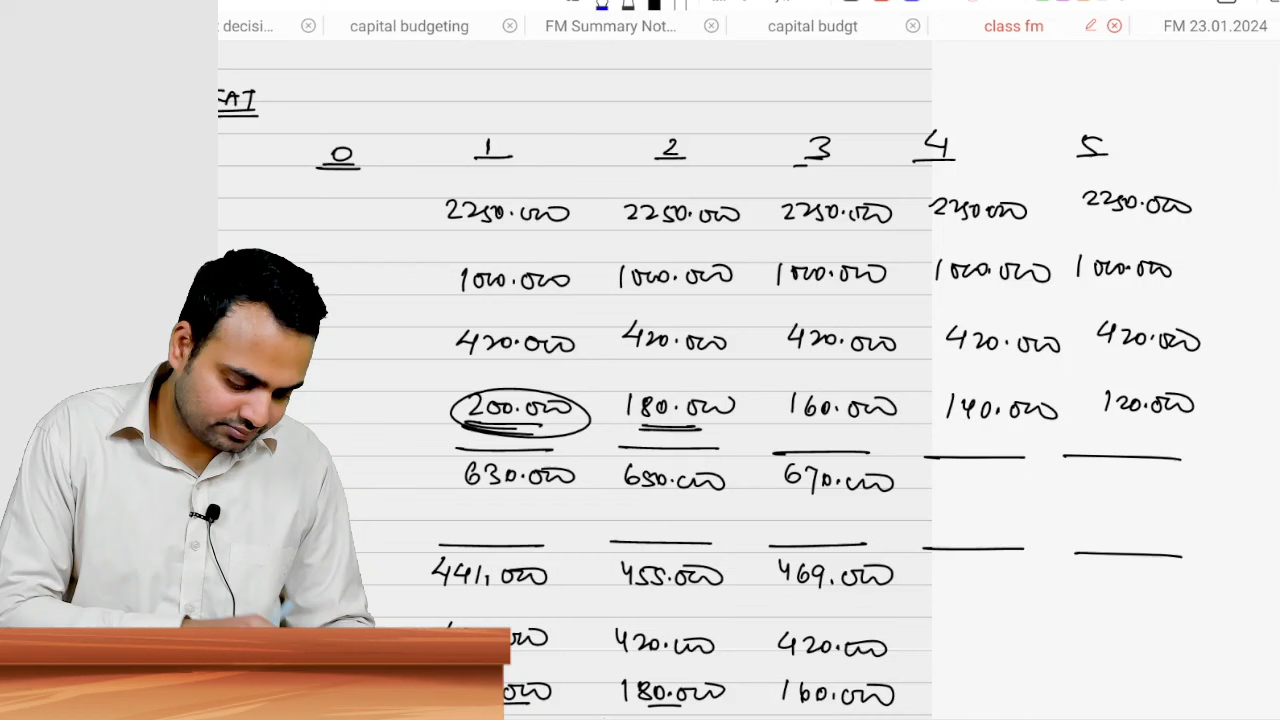 decisi...
capital budgeting
FM Summary Not...
capital budgt
class fm
FM 23.01.2024
0 1 2 3 4 5
2250.000 2250.000 2250.000 2250000 2250.000
1000.000 1000.000 1000.000 1000.000 1000.000
420.000 420.000 420.000 420.000 420.000
200.000 180.000 160.000 140.000 120.000
630.000 650.000 670.000
441,000 455.000 469.000
420.000 420.000
180.000 160.000